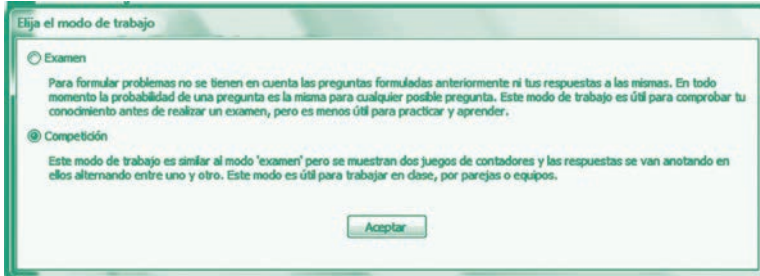 Elija el modo de trabajo
Examen
Para formular problemas no se tienen en cuenta las preguntas formuladas anteriormente ni tus respuestas a las mismas. En todo
momento la probabilidad de una pregunta es la misma para cualquier posible pregunta. Este modo de trabajo es útil para comprobar tu
conocimiento antes de realizar un examen, pero es menos útil para practicar y aprender.
Competición
Este modo de trabajo es similar al modo 'examen' pero se muestran dos juegos de contadores y las respuestas se van anotando en
ellos alternando entre uno y otro. Este modo es útil para trabajar en clase, por parejas o equipos.
Aceptar